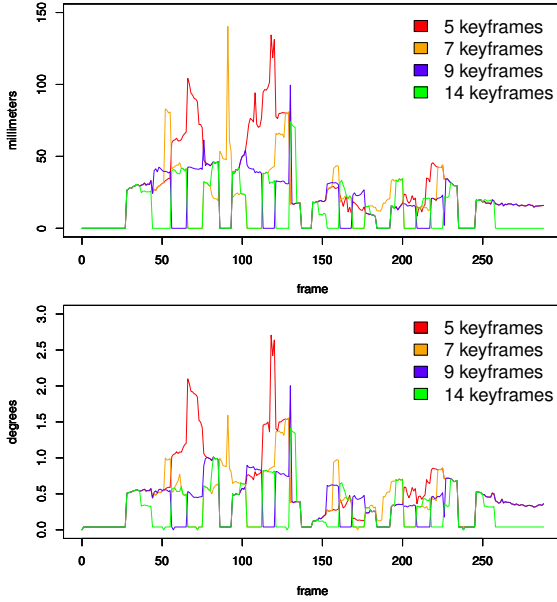 150
100
50
0
millimeters
5 keyframes
7 keyframes
9 keyframes
14 keyframes
0 50 100 150 200 250
frame
3.0
2.5
2.0
1.5
1.0
0.5
0.0
degrees
5 keyframes
7 keyframes
9 keyframes
14 keyframes
0 50 100 150 200 250
frame